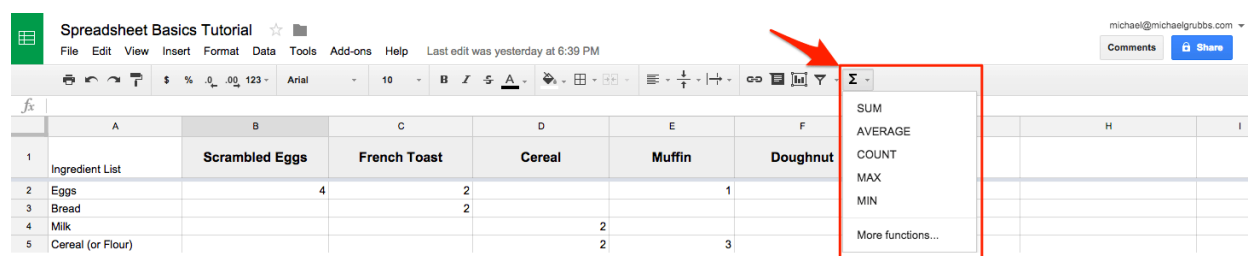 Spreadsheet Basics Tutorial
michael@michaelgrubbs.com
File Edit View Insert Format Data Tools Add-ons Help Last edit was yesterday at 6:39 PM
Comments Share
$ % .0 .00 123 Arial 10 B I S A Σ
fx
SUM
AVERAGE
COUNT
MAX
MIN
More functions...
A B C D E F H I
1 Ingredient List Scrambled Eggs French Toast Cereal Muffin Doughnut
2 Eggs 4 2 1
3 Bread 2
4 Milk 2
5 Cereal (or Flour) 2 3